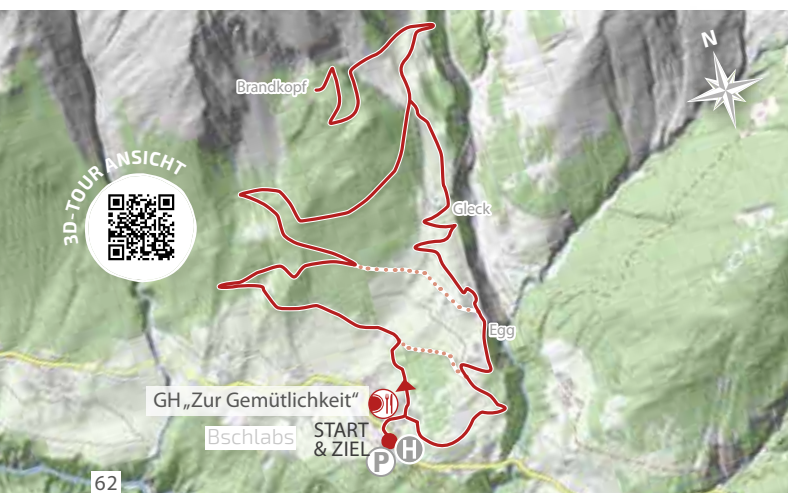 N
Brandkopf
3D-TOUR ANSICHT
Gleck
Egg
GH „Zur Gemütlichkeit“
Bschlabs
START
& ZIEL
P
H
62